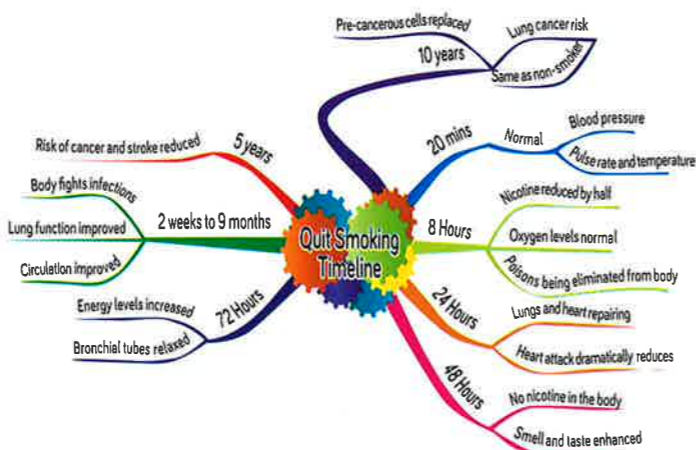 Quit Smoking
Timeline
20 mins
Normal
Blood pressure
Pulse rate and temperature
8 Hours
Nicotine reduced by half
Oxygen levels normal
Poisons being eliminated from body
24 Hours
Lungs and heart repairing
Heart attack dramatically reduces
48 Hours
No nicotine in the body
Smell and taste enhanced
72 Hours
Energy levels increased
Bronchial tubes relaxed
2 weeks to 9 months
Body fights infections
Lung function improved
Circulation improved
5 years
Risk of cancer and stroke reduced
10 years
Pre-cancerous cells replaced
Lung cancer risk
Same as non-smoker